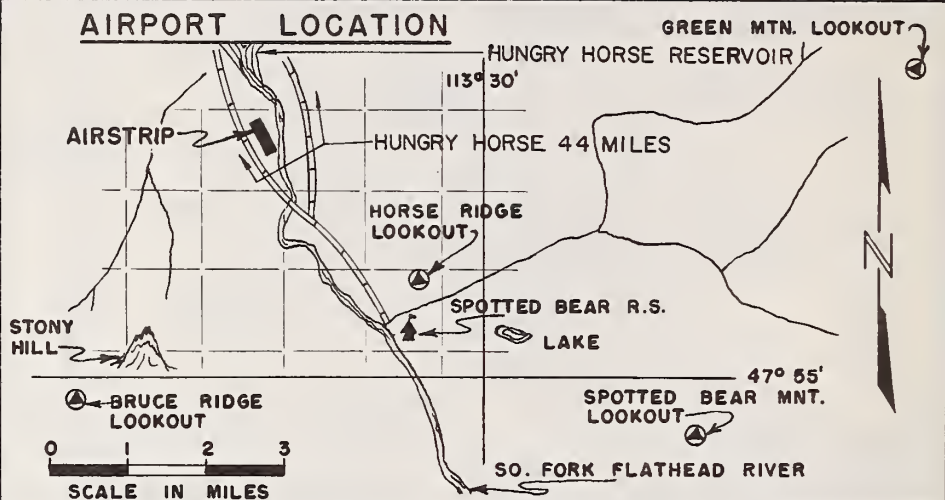 AIRPORT LOCATION
GREEN MTN. LOOKOUT
HUNGRY HORSE RESERVOIR
113° 30'
AIRSTRIP
HUNGRY HORSE 44 MILES
HORSE RIDGE
LOOKOUT
N
SPOTTED BEAR R.S.
STONY
HILL
LAKE
47° 55'
BRUCE RIDGE
LOOKOUT
SPOTTED BEAR MNT.
LOOKOUT
0 1 2 3
SCALE IN MILES
SO. FORK FLATHEAD RIVER